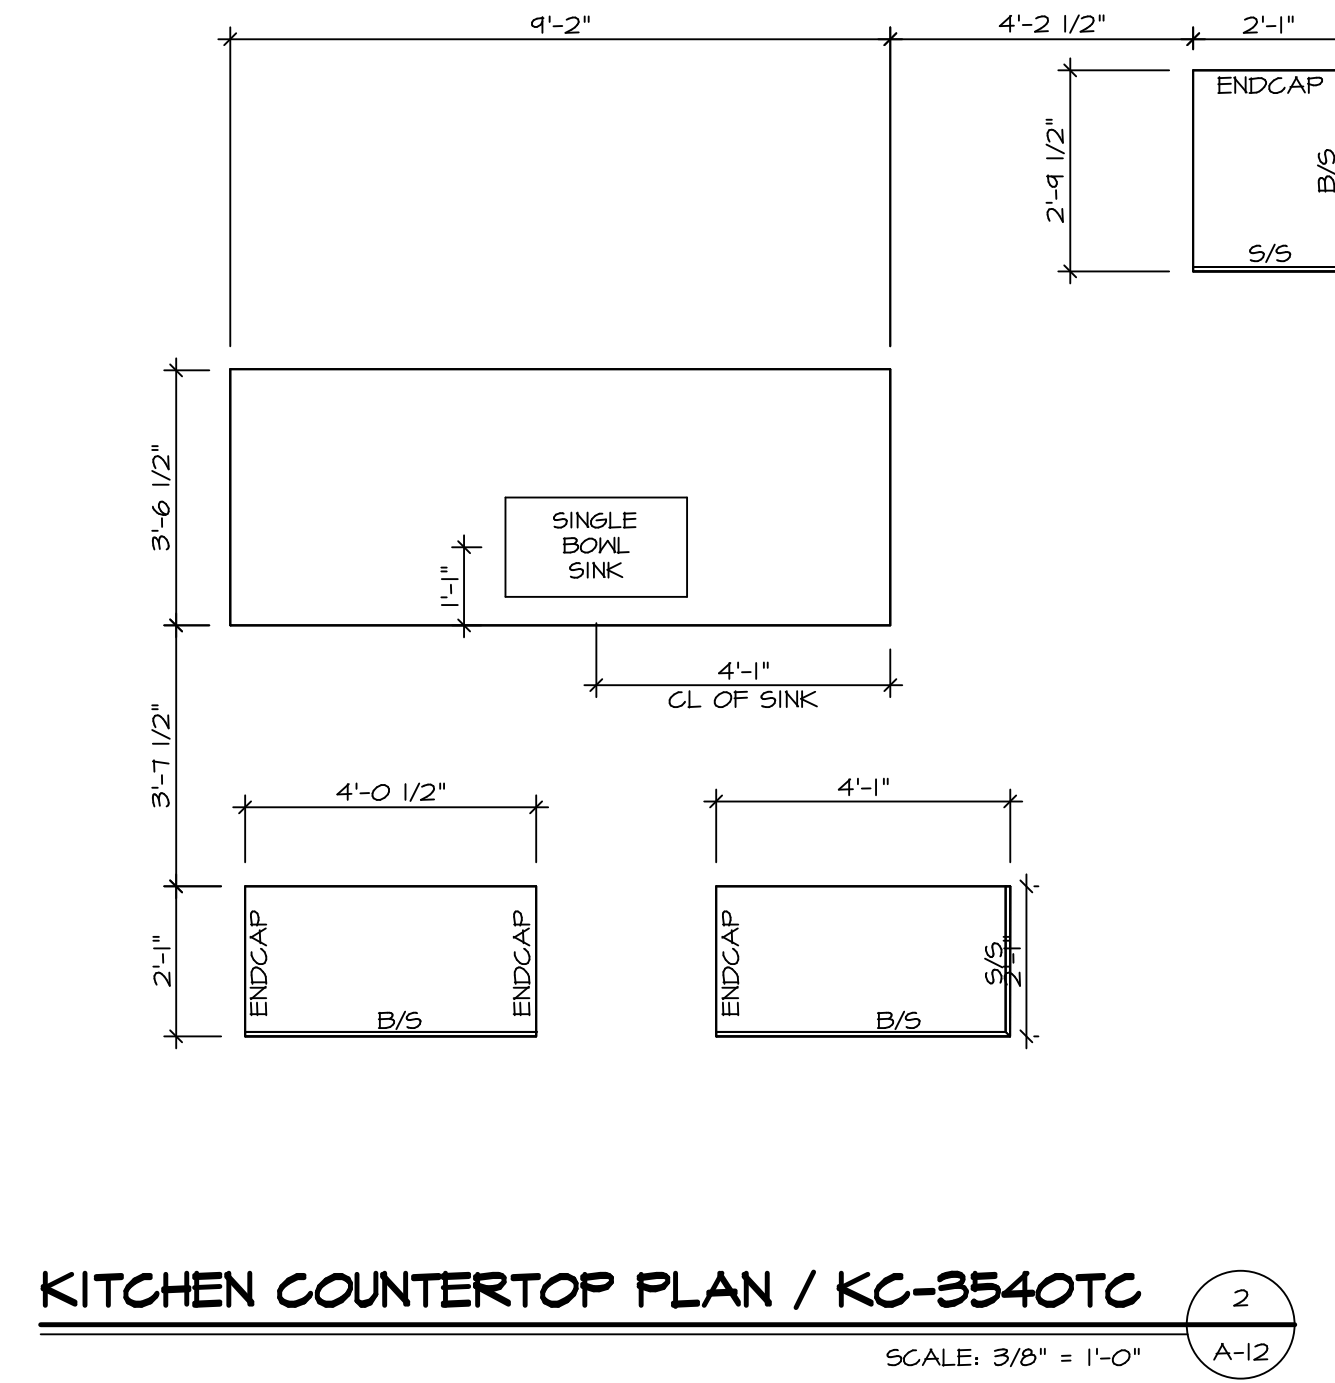 9'-2"
4'-2 1/2"
2'-1"
ENDCAP
2'-9 1/2"
B/S
S/S
3'-6 1/2"
SINGLE
BOWL
SINK
1'-1"
4'-1"
CL OF SINK
3'-7 1/2"
4'-0 1/2"
4'-1"
2'-1"
ENDCAP
ENDCAP
B/S
ENDCAP
B/S
S/S
2'-1"
KITCHEN COUNTERTOP PLAN / KC-3540TC
2
SCALE: 3/8" = 1'-0"
A-12